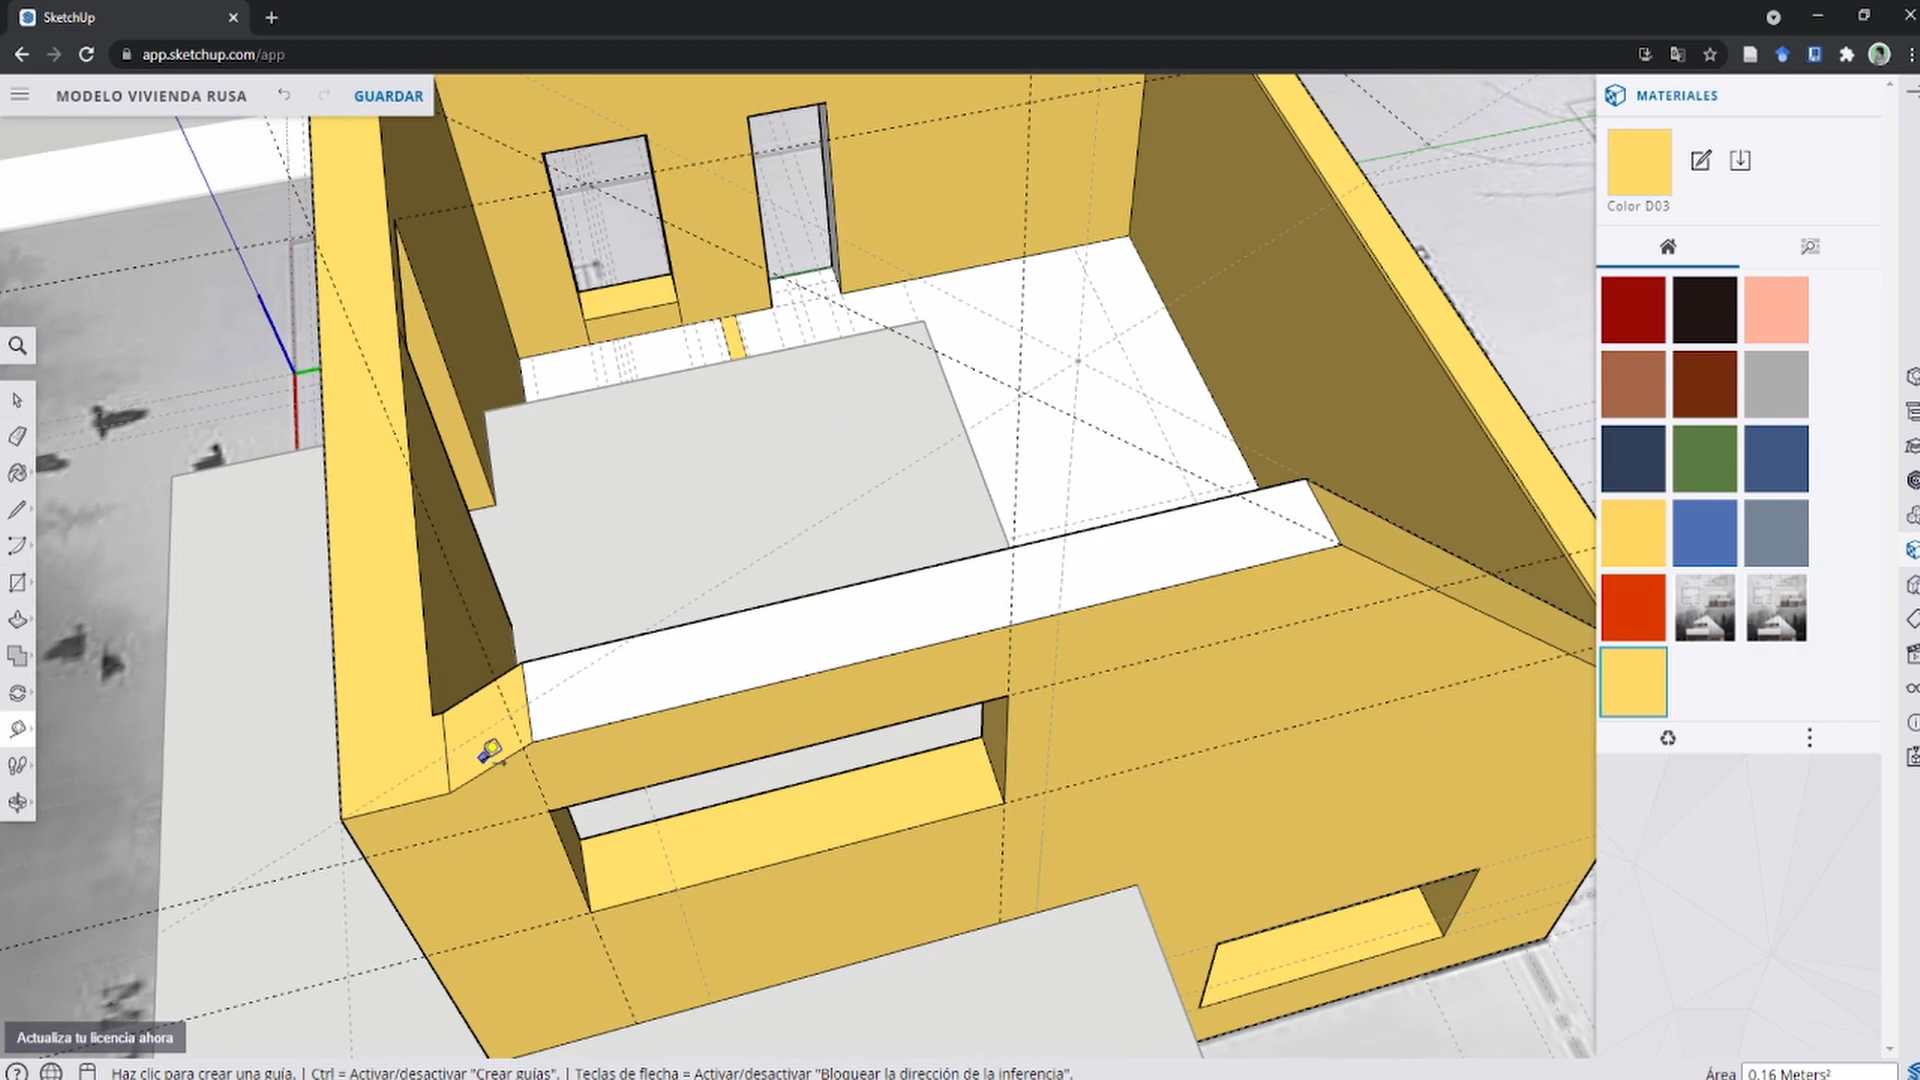 SketchUp
app.sketchup.com/app
MODELO VIVIENDA RUSA
GUARDAR
MATERIALES
Color D03
Actualiza tu licencia ahora
Haz clic para crear una guía. | Ctrl = Activar/desactivar "Crear guías". | Teclas de flecha = Activar/desactivar "Bloquear la dirección de la inferencia".
Área 0,16 Meters²